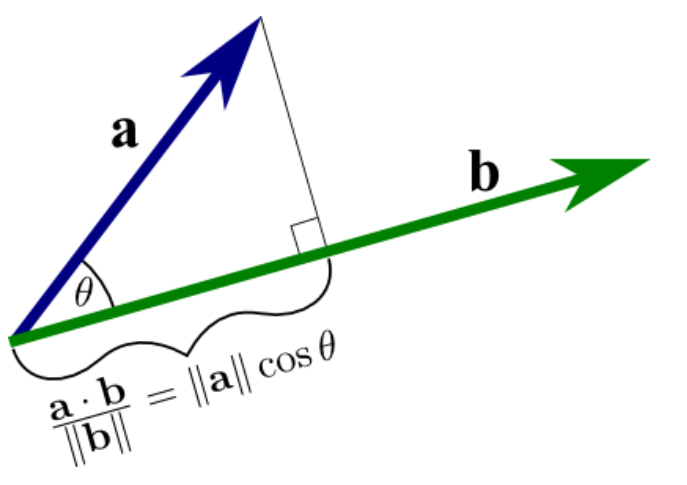 a
b
θ
a · b / ‖b‖ = ‖a‖ cos θ